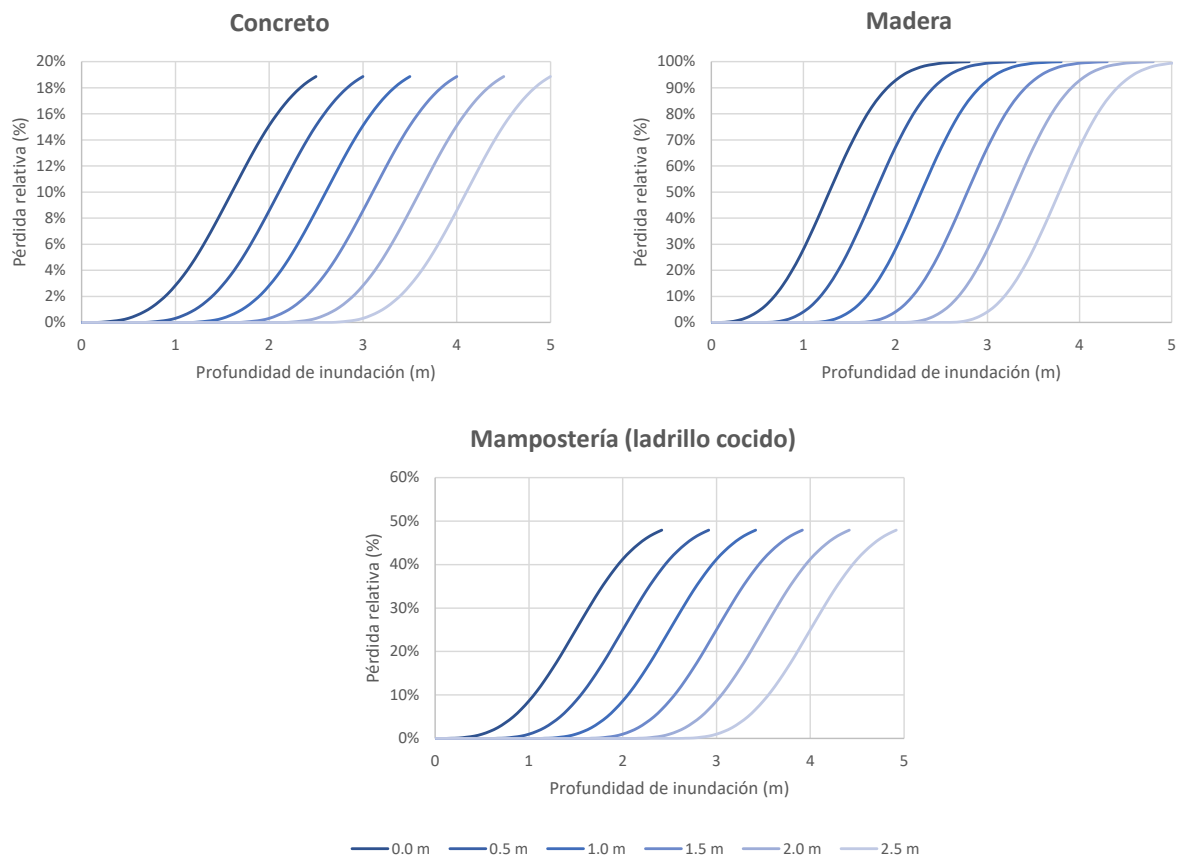 Concreto
Pérdida relativa (%)
20%
18%
16%
14%
12%
10%
8%
6%
4%
2%
0%
0 1 2 3 4 5
Profundidad de inundación (m)
Madera
Pérdida relativa (%)
100%
90%
80%
70%
60%
50%
40%
30%
20%
10%
0%
0 1 2 3 4 5
Profundidad de inundación (m)
Mampostería (ladrillo cocido)
Pérdida relativa (%)
60%
50%
40%
30%
20%
10%
0%
0 1 2 3 4 5
Profundidad de inundación (m)
0.0 m 0.5 m 1.0 m 1.5 m 2.0 m 2.5 m